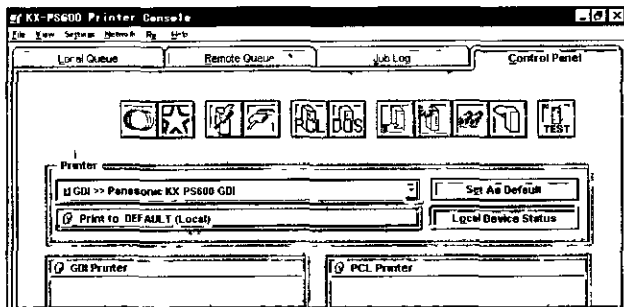 KX-PS600 Printer Console
File View Settings Network Help
Local Queue Remote Queue Job Log Control Panel
PCL DOS TEST
Printer
GDI >> Panasonic KX PS600 GDI Set As Default
Print to DEFAULT (Local) Local Device Status
GDI Printer PCL Printer